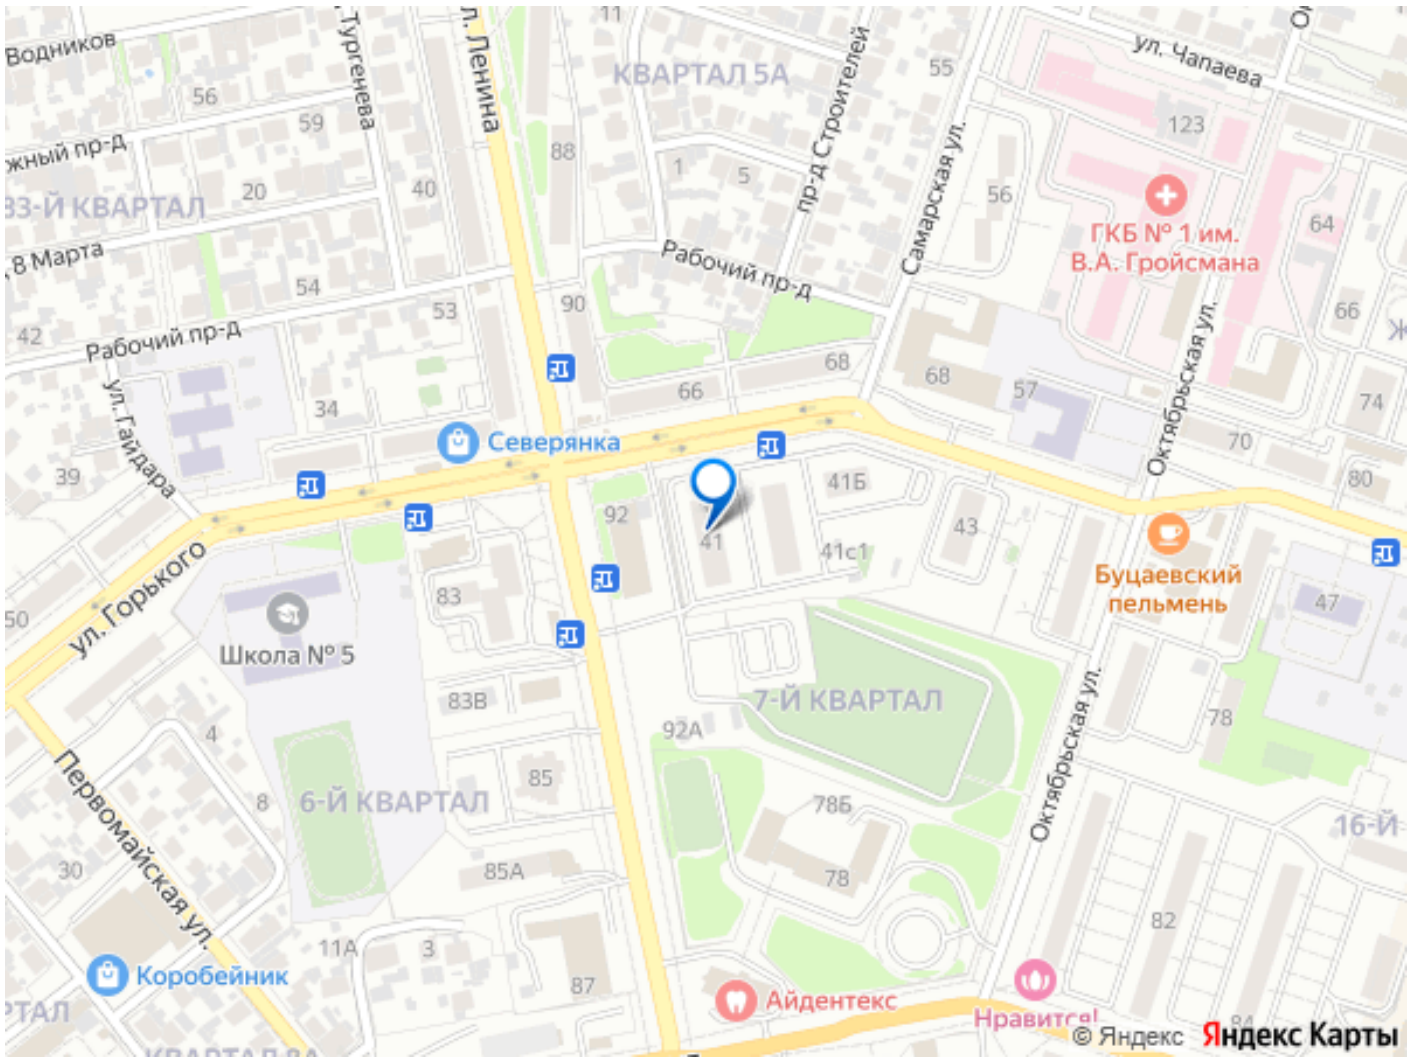 Водников
Тургенева
л. Ленина
11
КВАРТАЛ 5А
пр-д Строителей
55
ул. Чапаева
56
59
88
123
жный пр-д
40
1
5
Самарская ул.
56
20
33-Й КВАРТАЛ
64
ГКБ № 1 им.
В.А. Гройсмана
8 Марта
Рабочий пр-д
54
53
90
66
42
Рабочий пр-д
68
68
57
74
Октябрьская ул.
ул. Гайдара
34
66
Северянка
70
39
80
41Б
92
43
41
41с1
ул. Горького
Буцаевский
пельмень
50
83
47
Школа № 5
7-Й КВАРТАЛ
83В
78
4
92А
Октябрьская ул.
Первомайская ул.
85
8
6-Й КВАРТАЛ
78Б
16-Й
30
85А
78
82
11А
3
Коробейник
87
Айдентекс
РТАЛ
Нравится!
84
© Яндекс
Яндекс Карты